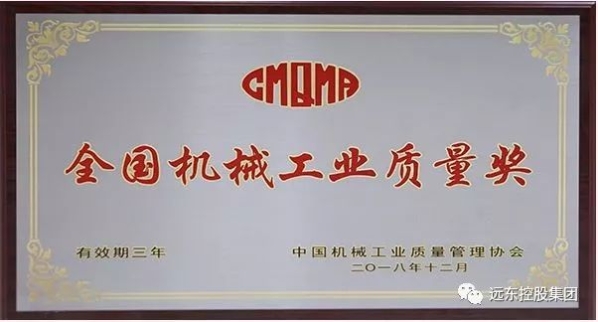 CMQMA
全国机械工业质量奖
有效期三年
中国机械工业质量管理协会
二〇一八年十二月
远东控股集团